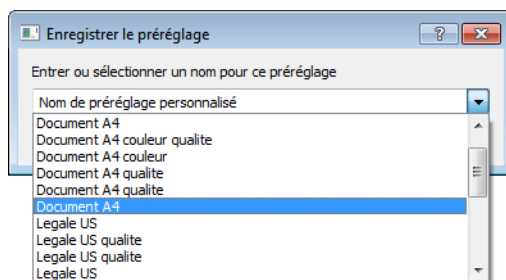 Enregistrer le préréglage
Entrer ou sélectionner un nom pour ce préréglage
Nom de préréglage personnalisé
Document A4
Document A4 couleur qualite
Document A4 couleur
Document A4 qualite
Document A4 qualite
Document A4
Legale US
Legale US qualite
Legale US qualite
Legale US